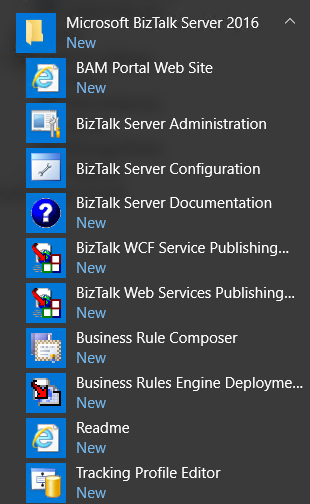 Microsoft BizTalk Server 2016
New
BAM Portal Web Site
New
BizTalk Server Administration
BizTalk Server Configuration
BizTalk Server Documentation
New
BizTalk WCF Service Publishing...
New
BizTalk Web Services Publishing...
New
Business Rule Composer
New
Business Rules Engine Deployme...
New
Readme
New
Tracking Profile Editor
New